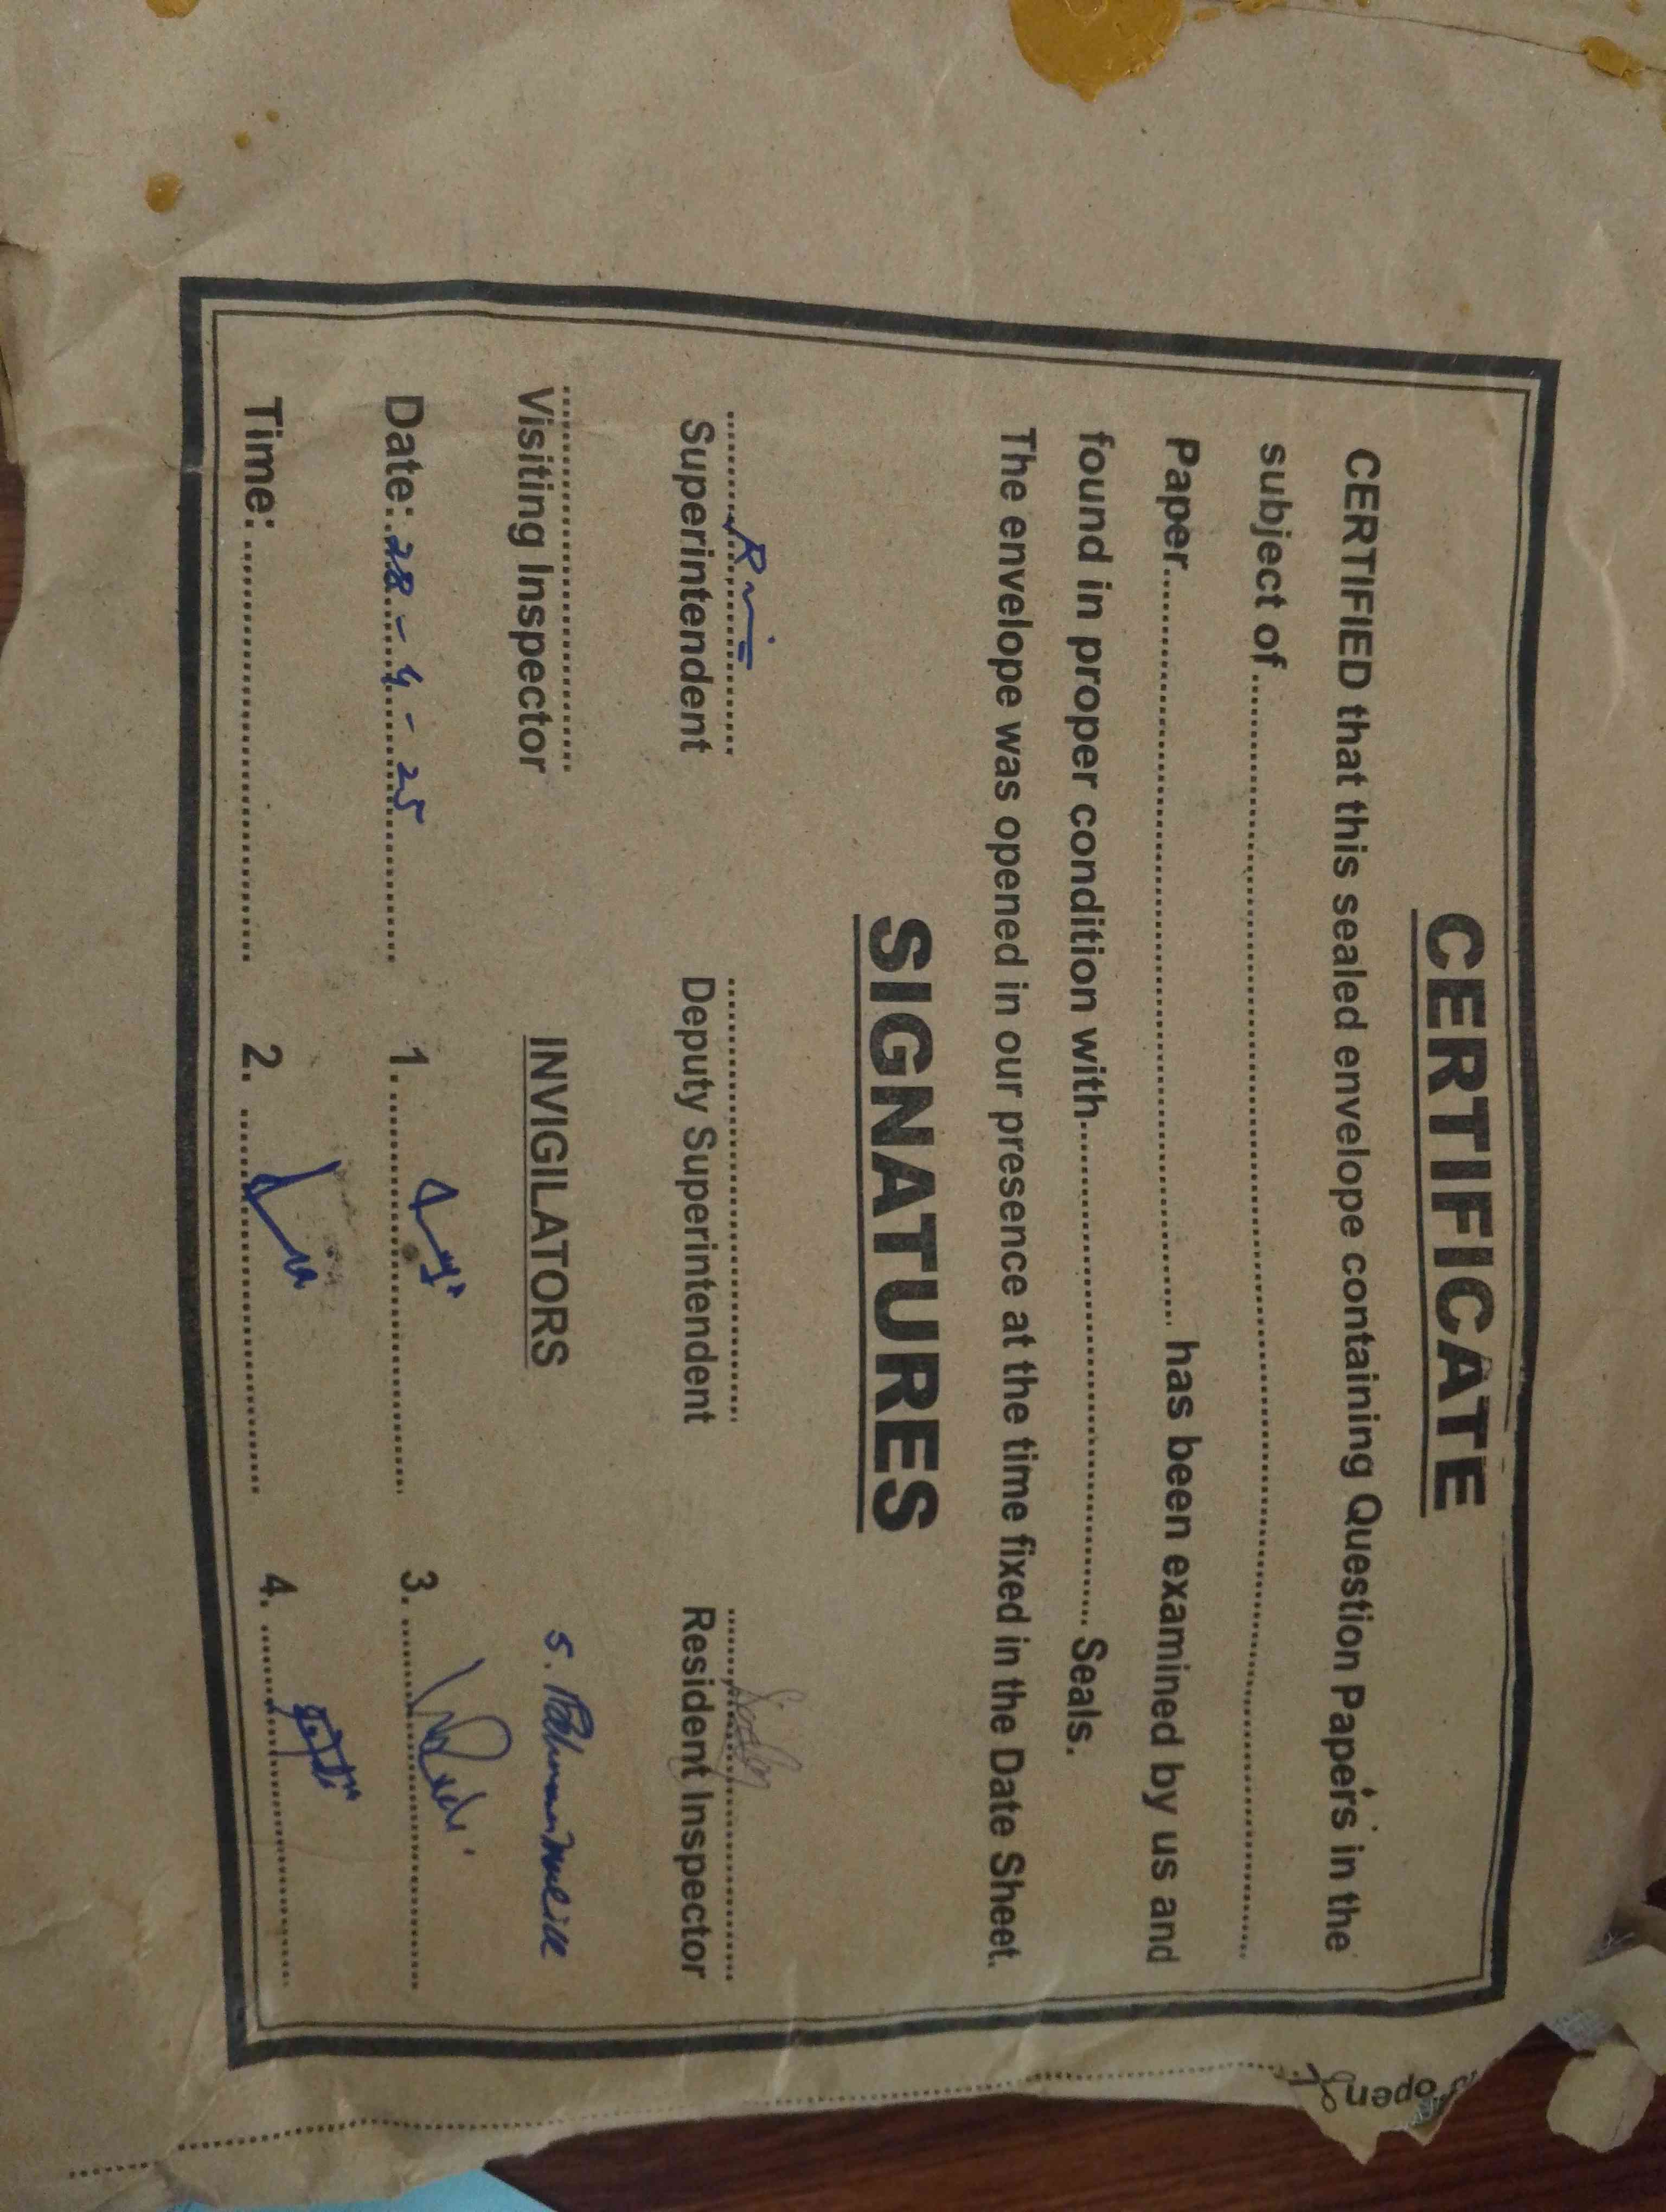 CERTIFICATE
CERTIFIED that this sealed envelope containing Question Papers in the
subject of ................................................................
Paper.................................................... has been examined by us and
found in proper condition with........................................ Seals.
The envelope was opened in our presence at the time fixed in the Date Sheet.
SIGNATURES
Superintendent Deputy Superintendent Resident Inspector
Visiting Inspector INVIGILATORS 5.
Date: 28-4-25 1. 3.
Time: 2. 4.
open